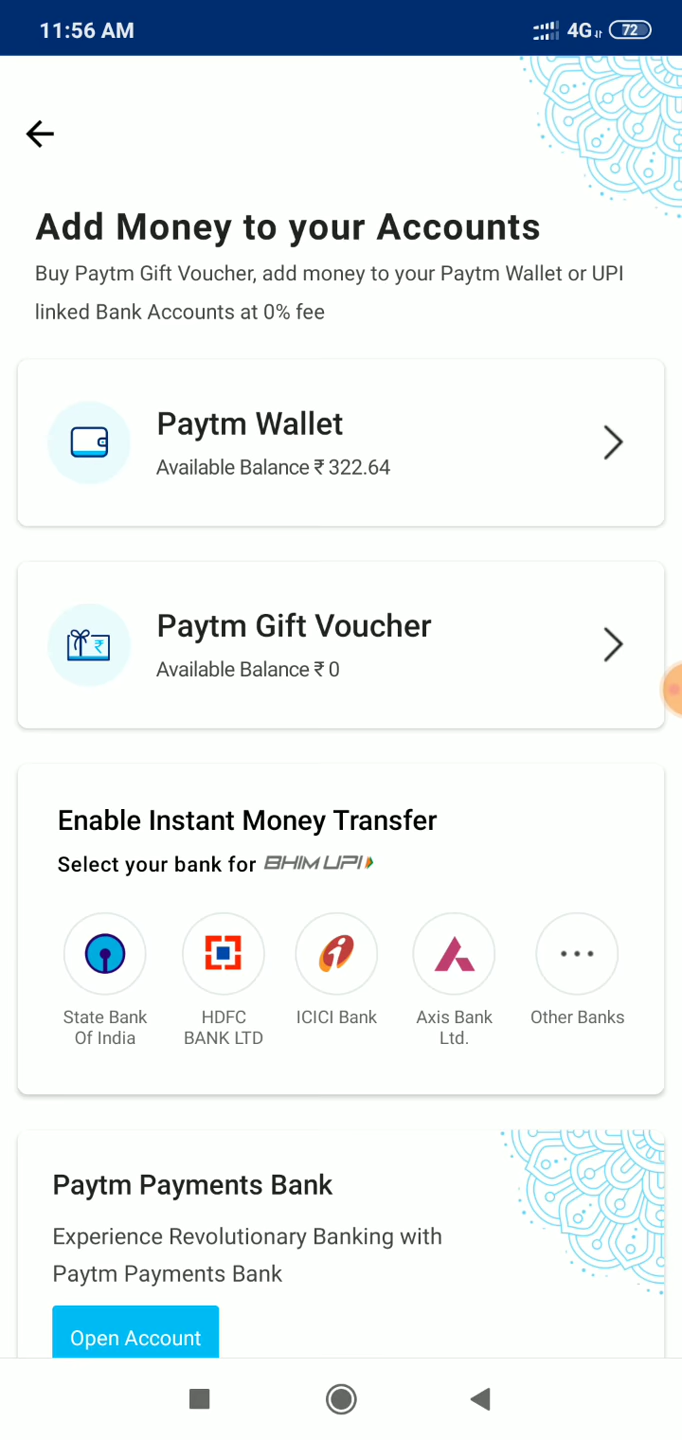 11:56 AM
4G 72
Add Money to your Accounts
Buy Paytm Gift Voucher, add money to your Paytm Wallet or UPI
linked Bank Accounts at 0% fee
Paytm Wallet
Available Balance ₹ 322.64
Paytm Gift Voucher
Available Balance ₹ 0
Enable Instant Money Transfer
Select your bank for BHIM UPI
State Bank
Of India
HDFC
BANK LTD
ICICI Bank
Axis Bank
Ltd.
Other Banks
Paytm Payments Bank
Experience Revolutionary Banking with
Paytm Payments Bank
Open Account